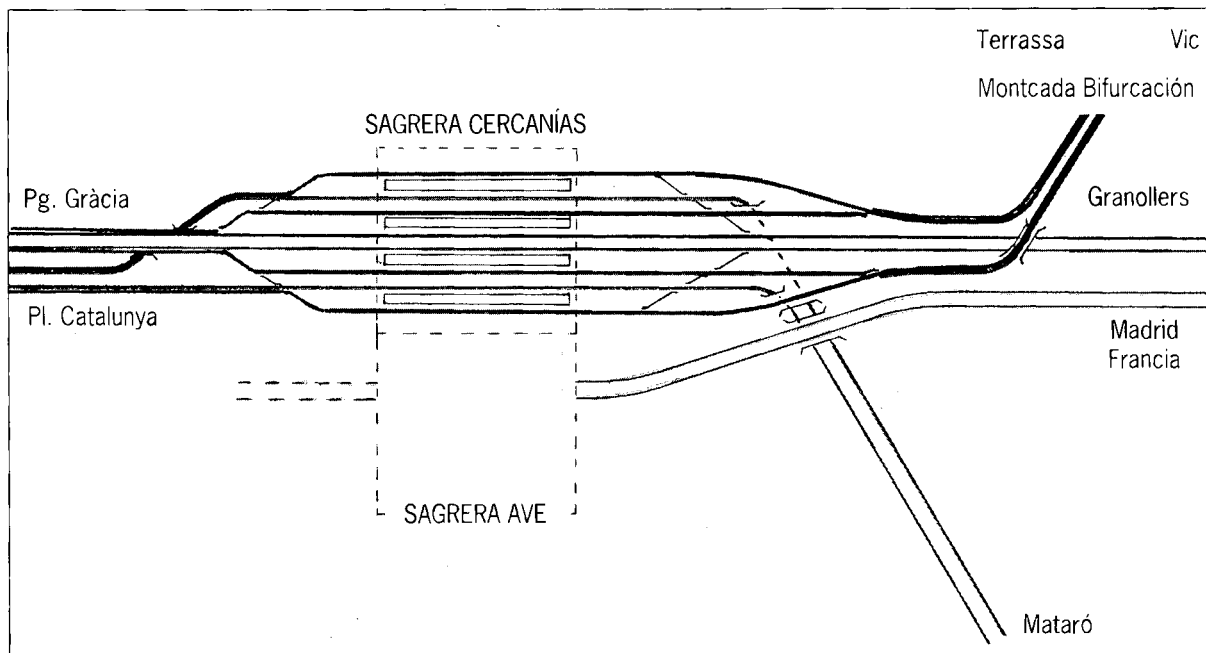 Terrassa Vic
Montcada Bifurcación
SAGRERA CERCANÍAS
Pg. Gràcia
Granollers
Pl. Catalunya
Madrid
Francia
SAGRERA AVE
Mataró